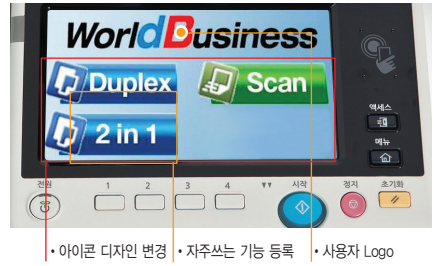 WorldBusiness
Duplex
Scan
2 in 1
액세스
메뉴
전원
1 2 3 4
시작
정지
초기화
• 아이콘 디자인 변경
• 자주쓰는 기능 등록
• 사용자 Logo